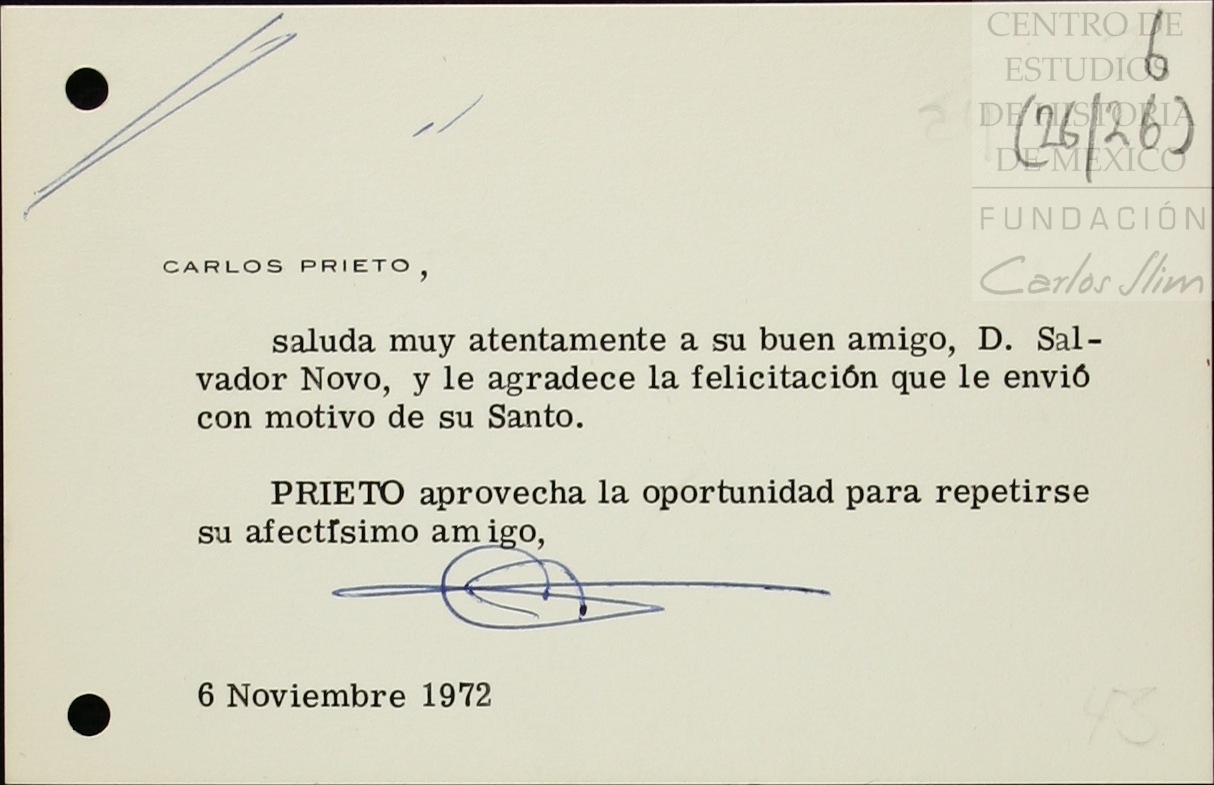 CENTRO DE
ESTUDIOS
DE HISTORIA
DE MÉXICO
FUNDACIÓN
Carlos Slim
6
(26/26)
CARLOS PRIETO,
saluda muy atentamente a su buen amigo, D. Sal-
vador Novo, y le agradece la felicitación que le envió
con motivo de su Santo.
PRIETO aprovecha la oportunidad para repetirse
su afectísimo amigo,
6 Noviembre 1972
43